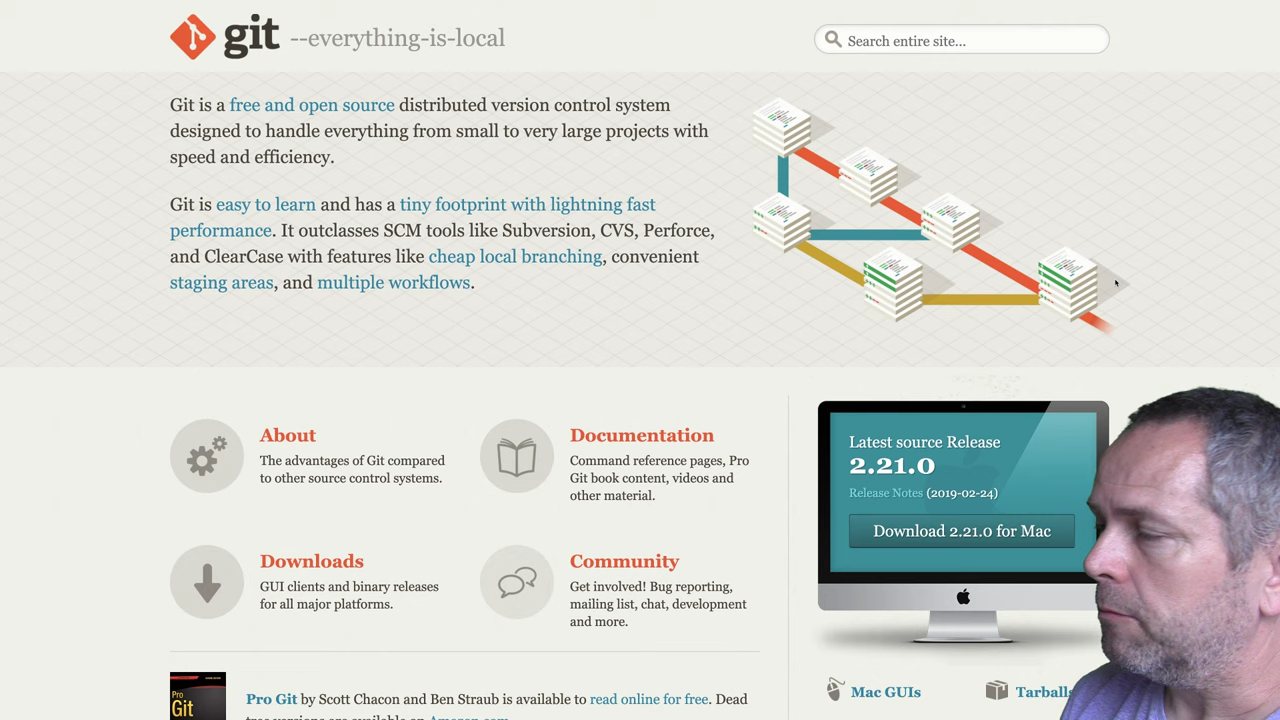 git --everything-is-local
Search entire site...
Git is a free and open source distributed version control system
designed to handle everything from small to very large projects with
speed and efficiency.
Git is easy to learn and has a tiny footprint with lightning fast
performance. It outclasses SCM tools like Subversion, CVS, Perforce,
and ClearCase with features like cheap local branching, convenient
staging areas, and multiple workflows.
About
The advantages of Git compared
to other source control systems.
Documentation
Command reference pages, Pro
Git book content, videos and
other material.
Downloads
GUI clients and binary releases
for all major platforms.
Community
Get involved! Bug reporting,
mailing list, chat, development
and more.
Latest source Release
2.21.0
Release Notes (2019-02-24)
Download 2.21.0 for Mac
Mac GUIs
Tarballs
Pro
Git
Pro Git by Scott Chacon and Ben Straub is available to read online for free. Dead
tree versions are available on Amazon.com.